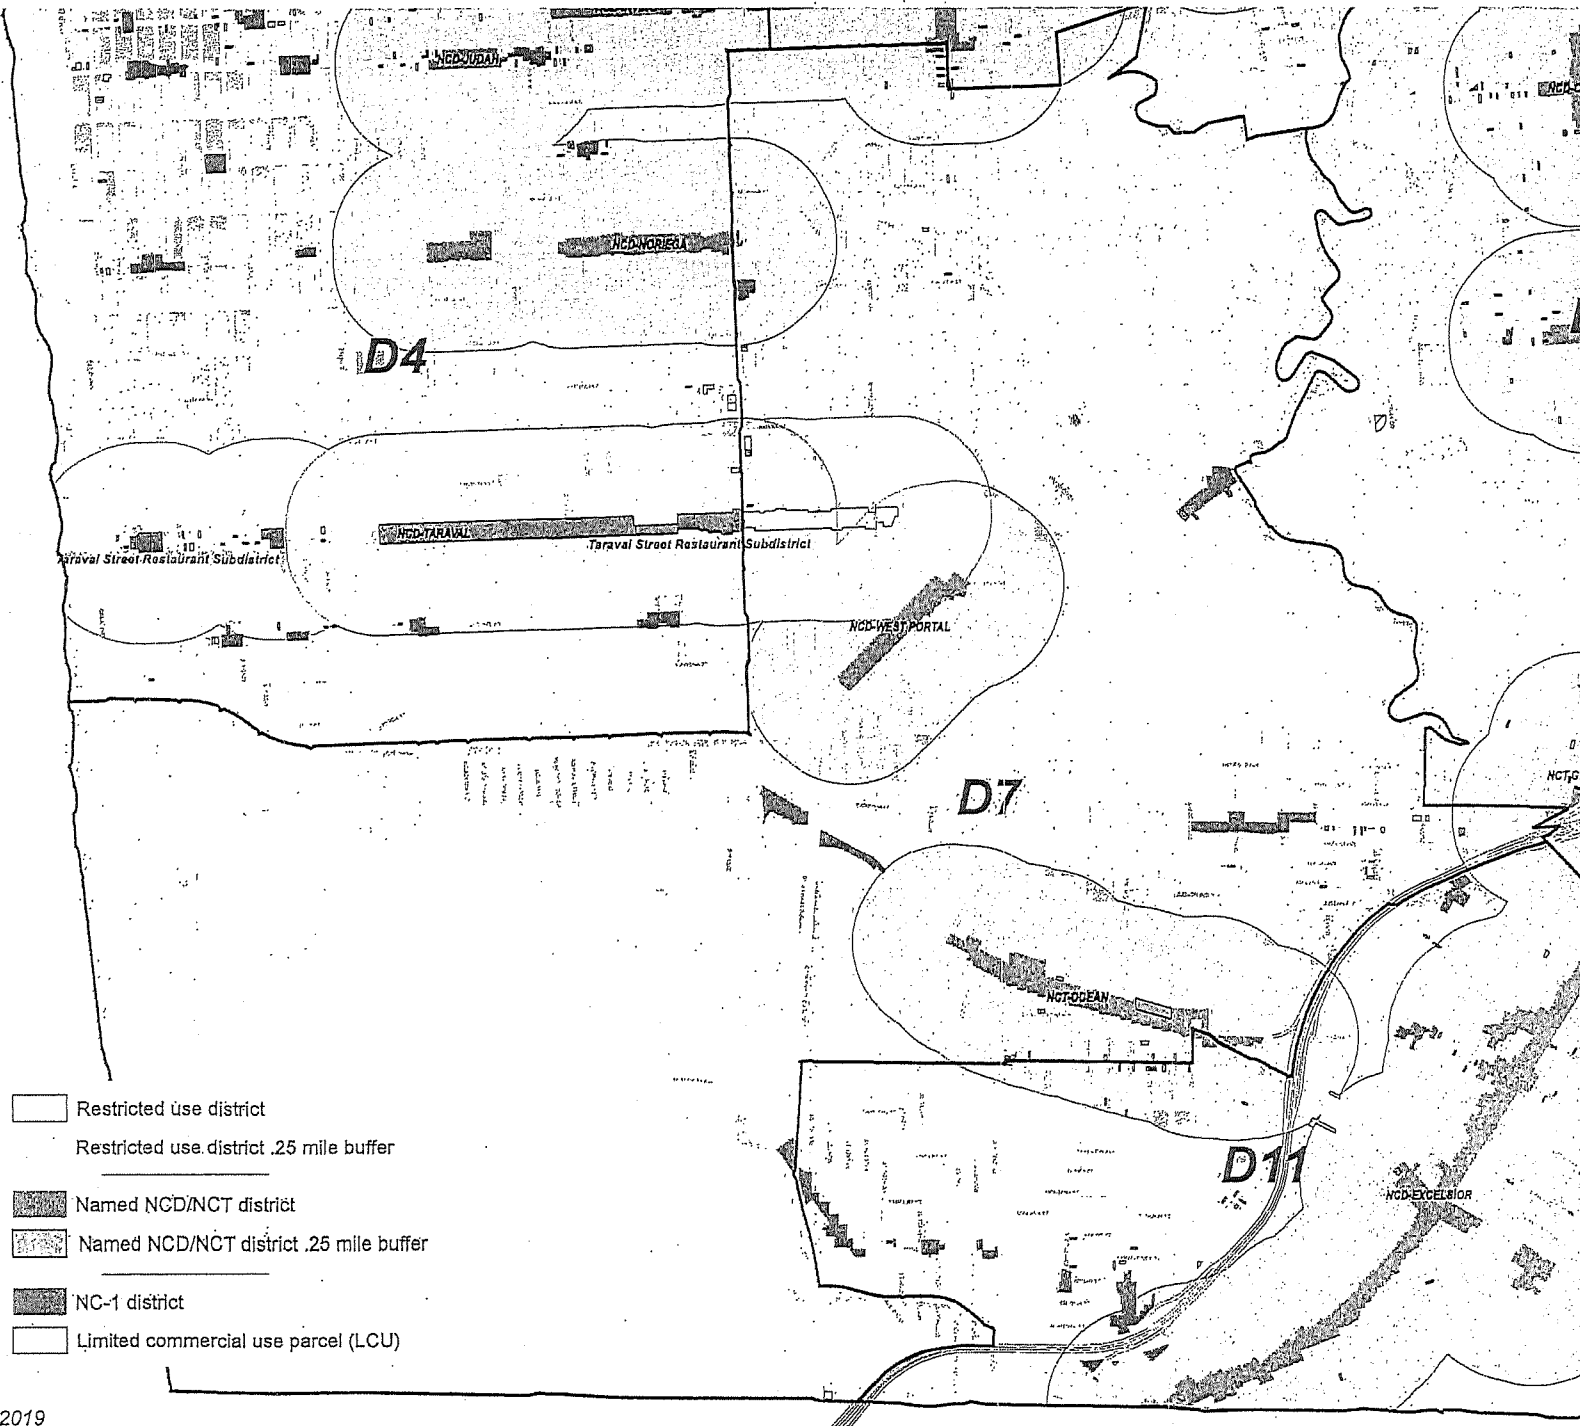 NCD-JUDAH
NCD-NORIEGA
D4
NCD-TARAVAL
Taraval Street Restaurant Subdistrict
Taraval Street Restaurant Subdistrict
NCD-WEST PORTAL
D7
NCT-OCEAN
D11
NCD-EXCELSIOR
Restricted use district
Restricted use district .25 mile buffer
Named NCD/NCT district
Named NCD/NCT district .25 mile buffer
NC-1 district
Limited commercial use parcel (LCU)
2019